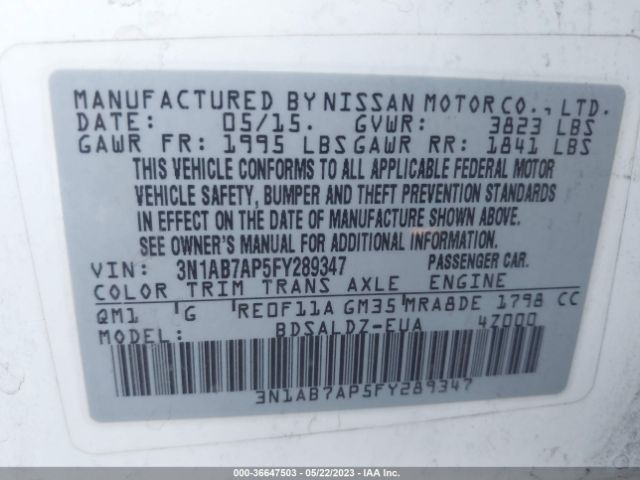 MANUFACTURED BY NISSAN MOTOR CO., LTD.
DATE: 05/15. GVWR: 3823 LBS
GAWR FR: 1995 LBS GAWR RR: 1841 LBS
THIS VEHICLE CONFORMS TO ALL APPLICABLE FEDERAL MOTOR
VEHICLE SAFETY, BUMPER AND THEFT PREVENTION STANDARDS
IN EFFECT ON THE DATE OF MANUFACTURE SHOWN ABOVE.
SEE OWNER'S MANUAL FOR ADDITIONAL INFORMATION.
VIN: 3N1AB7AP5FY289347 PASSENGER CAR.
COLOR TRIM TRANS AXLE ENGINE
QM1 G RE0F11A GM35 MRA8DE 1798 CC
MODEL: BDSALDZ-EUA 4Z000
3N1AB7AP5FY289347
000-36647503 - 05/22/2023 - IAA Inc.